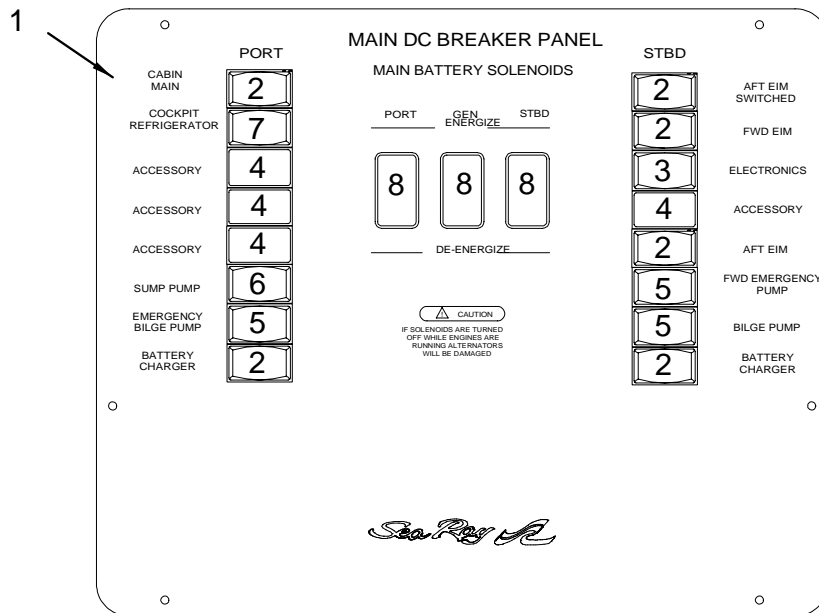 1
MAIN DC BREAKER PANEL
MAIN BATTERY SOLENOIDS
PORT
CABIN
MAIN
2
COCKPIT
REFRIGERATOR
7
ACCESSORY
4
ACCESSORY
4
ACCESSORY
4
SUMP PUMP
6
EMERGENCY
BILGE PUMP
5
BATTERY
CHARGER
2
PORT GEN STBD
ENERGIZE
8 8 8
DE-ENERGIZE
CAUTION
IF SOLENOIDS ARE TURNED
OFF WHILE ENGINES ARE
RUNNING ALTERNATORS
WILL BE DAMAGED
STBD
2
AFT EIM
SWITCHED
2
FWD EIM
3
ELECTRONICS
4
ACCESSORY
2
AFT EIM
5
FWD EMERGENCY
PUMP
5
BILGE PUMP
2
BATTERY
CHARGER
Sea Ray